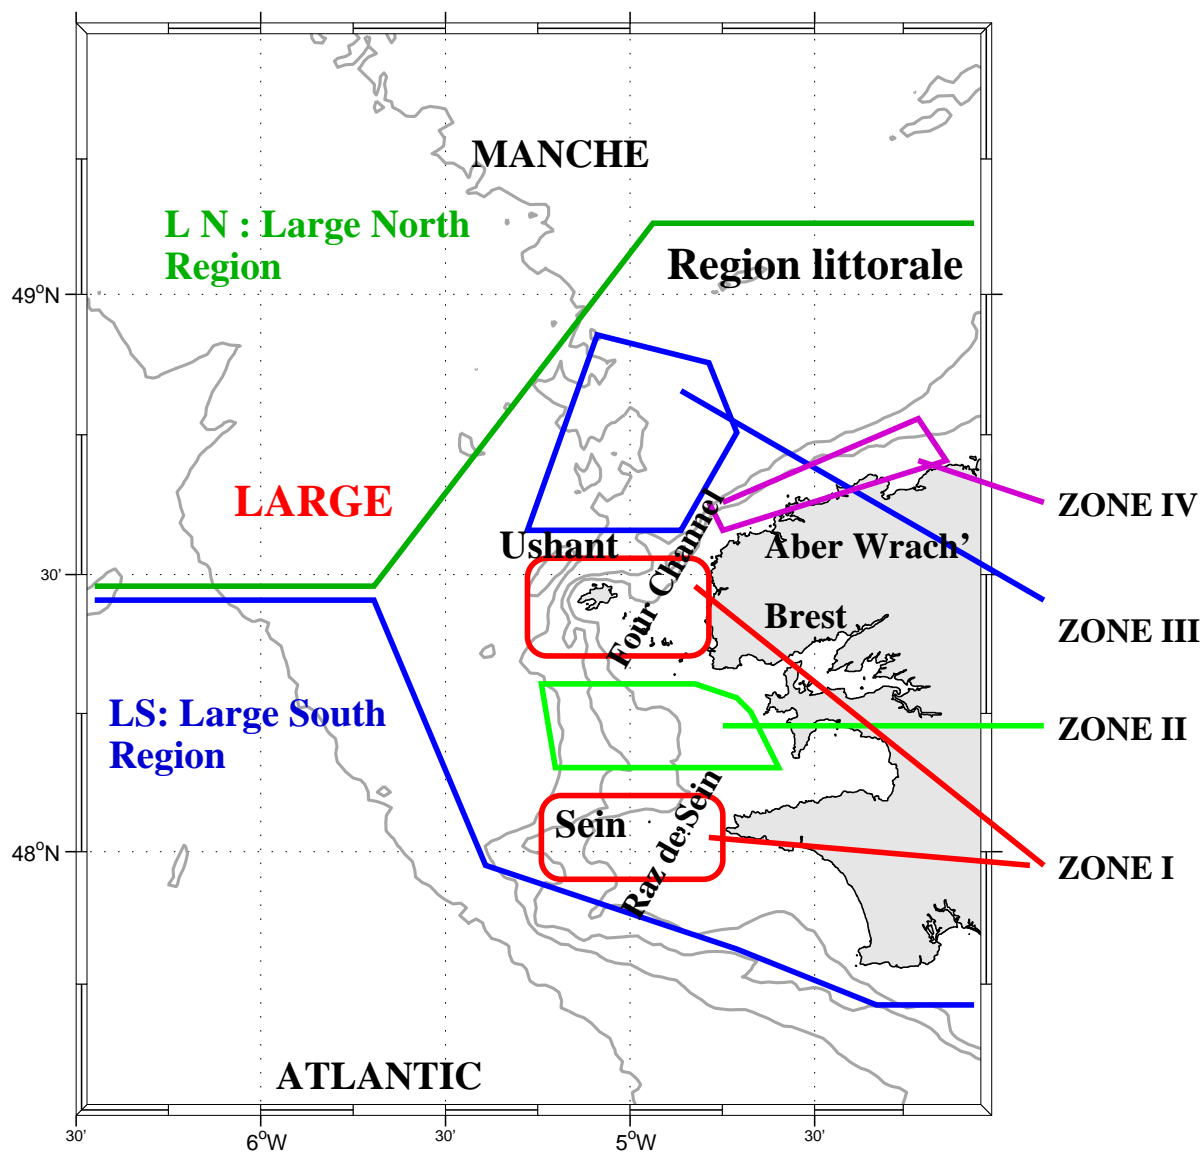 MANCHE
L N : Large North
Region
Region littorale
49°N
LARGE
ZONE IV
Four Channel
Ushant
Aber Wrach’
30'
Brest
ZONE III
LS: Large South
Region
ZONE II
Raz de Sein
Sein
48°N
ZONE I
ATLANTIC
30'
6°W
30'
5°W
30'